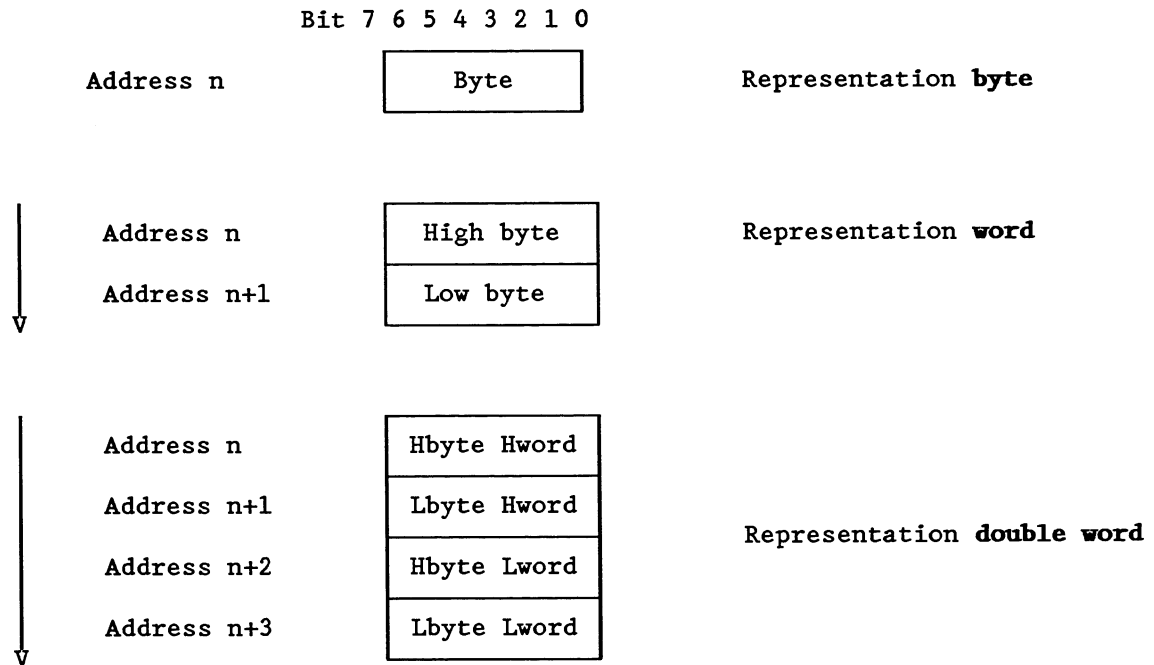 Bit 7 6 5 4 3 2 1 0
Address n Byte Representation byte
Address n High byte Representation word
Address n+1 Low byte
Address n Hbyte Hword
Address n+1 Lbyte Hword
Representation double word
Address n+2 Hbyte Lword
Address n+3 Lbyte Lword